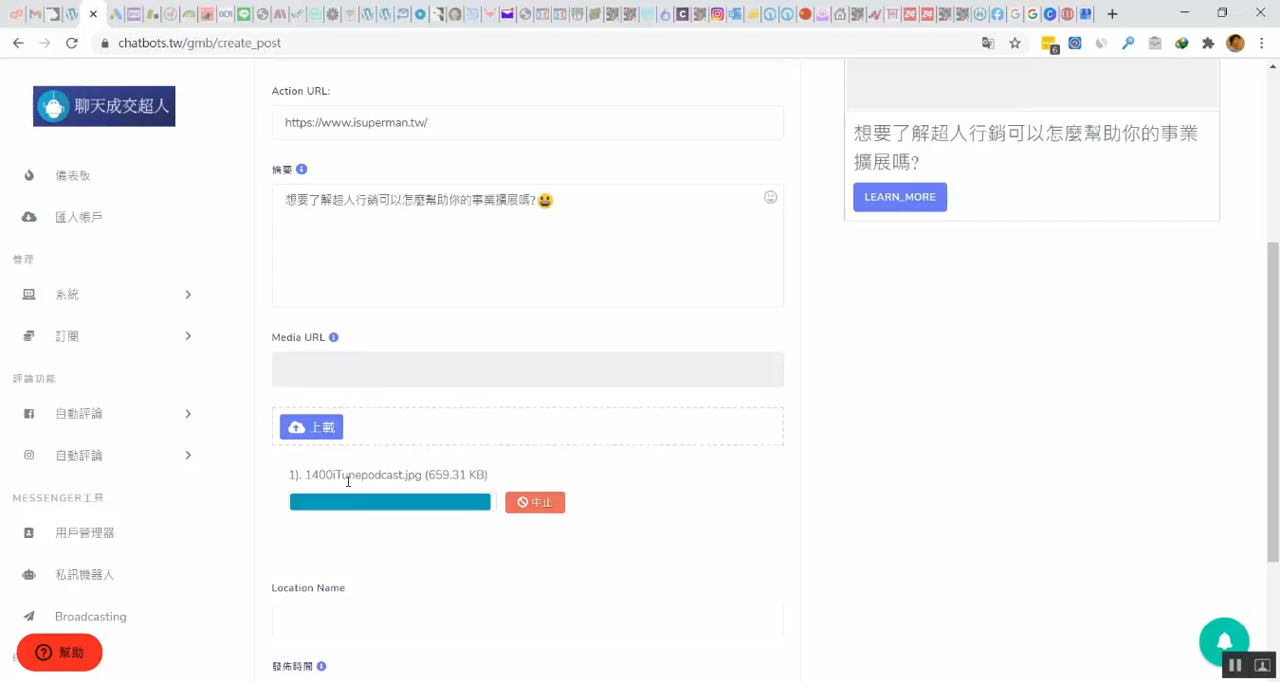 chatbots.tw/gmb/create_post
6
聊天成交超人
儀表板
匯入帳戶
管理
系統
訂閱
評論功能
自動評論
自動評論
MESSENGER工具
用戶管理器
私訊機器人
Broadcasting
幫助
Action URL:
https://www.isuperman.tw/
摘要
想要了解超人行銷可以怎麼幫助你的事業擴展嗎?😃
Media URL
上載
1). 1400iTunepodcast.jpg (659.31 KB)
中止
Location Name
發佈時間
想要了解超人行銷可以怎麼幫助你的事業
擴展嗎?
LEARN_MORE